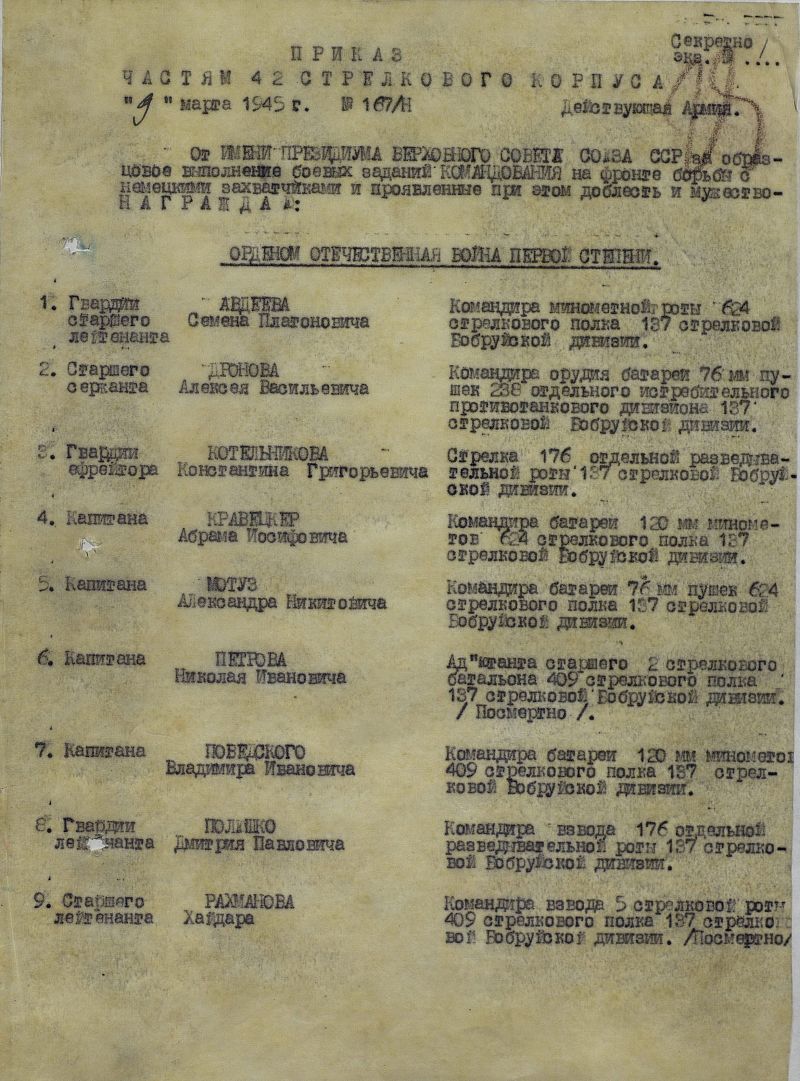 Секретно
экз. № 1....
ПРИКАЗ
ЧАСТЯМ 42 СТРЕЛКОВОГО КОРПУСА
"9" марта 1945 г. № 167/Н Действующая Армия.
От ИМЕНИ ПРЕЗИДИУМА ВЕРХОВНОГО СОВЕТА СОЮЗА ССР за образ-
цовое выполнение боевых заданий КОМАНДОВАНИЯ на фронте борьбы с
немецкими захватчиками и проявленные при этом доблесть и мужество-
НАГРАЖДАЮ:
ОРДЕНОМ ОТЕЧЕСТВЕННАЯ ВОЙНА ПЕРВОЙ СТЕПЕНИ.
1. Гвардии АВДЕЕВА Командира минометной роты 624
старшего Семена Платоновича стрелкового полка 137 стрелковой
лейтенанта Бобруйской дивизии.
2. Старшего ДРОНОВА Командира орудия батареи 76 мм пу-
сержанта Алексея Васильевича шек 238 отдельного истребительного
противотанкового дивизиона 137
стрелковой Бобруйской дивизии.
3. Гвардии КОТЕЛЬНИКОВА Стрелка 176 отдельной разведыва-
ефрейтора Константина Григорьевича тельной роты 137 стрелковой Бобруй-
ской дивизии.
4. Капитана КРАВЕЦКЕР Командира батареи 120 мм миноме-
Абрама Иосифовича тов 624 стрелкового полка 137
стрелковой Бобруйской дивизии.
5. Капитана МОТУЗ Командира батареи 76 мм пушек 624
Александра Никитовича стрелкового полка 137 стрелковой
Бобруйской дивизии.
6. Капитана ПЕТРОВА Ад"ютанта старшего 2 стрелкового
Николая Ивановича батальона 409 стрелкового полка
137 стрелковой Бобруйской дивизии.
/ Посмертно /.
7. Капитана ПОВЕДСКОГО Командира батареи 120 мм минометов
Владимира Ивановича 409 стрелкового полка 137 стрел-
ковой Бобруйской дивизии.
8. Гвардии ПОЛИШКО Командира взвода 176 отдельной
лейтенанта Дмитрия Павловича разведывательной роты 137 стрелко-
вой Бобруйской дивизии.
9. Старшего РАХМАНОВА Командира взвода 5 стрелковой роты
лейтенанта Хайдара 409 стрелкового полка 137 стрелко
вой Бобруйской дивизии. /Посмертно/